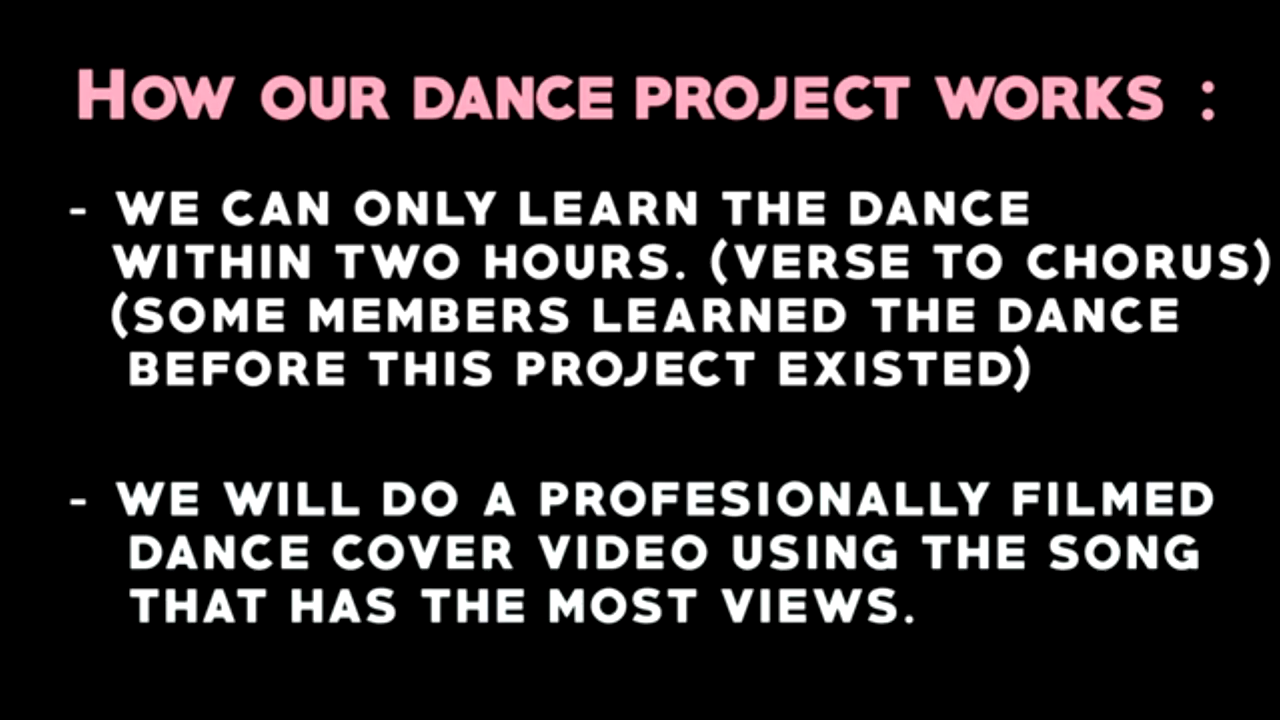 HOW OUR DANCE PROJECT WORKS :
- WE CAN ONLY LEARN THE DANCE
WITHIN TWO HOURS. (VERSE TO CHORUS)
(SOME MEMBERS LEARNED THE DANCE
BEFORE THIS PROJECT EXISTED)
- WE WILL DO A PROFESIONALLY FILMED
DANCE COVER VIDEO USING THE SONG
THAT HAS THE MOST VIEWS.